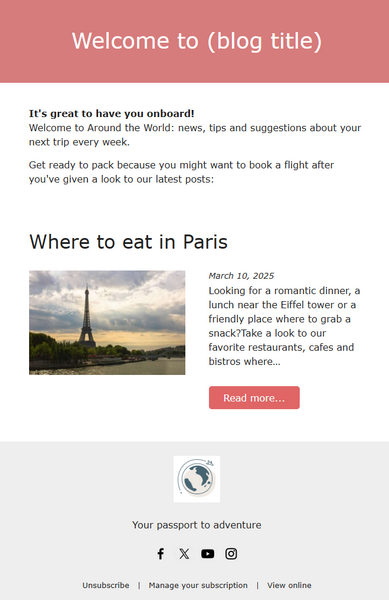 Welcome to (blog title)
It's great to have you onboard!
Welcome to Around the World: news, tips and suggestions about your
next trip every week.
Get ready to pack because you might want to book a flight after
you've given a look to our latest posts:
Where to eat in Paris
March 10, 2025
Looking for a romantic dinner, a
lunch near the Eiffel tower or a
friendly place where to grab a
snack?Take a look to our
favorite restaurants, cafes and
bistros where...
Read more...
Your passport to adventure
Unsubscribe | Manage your subscription | View online